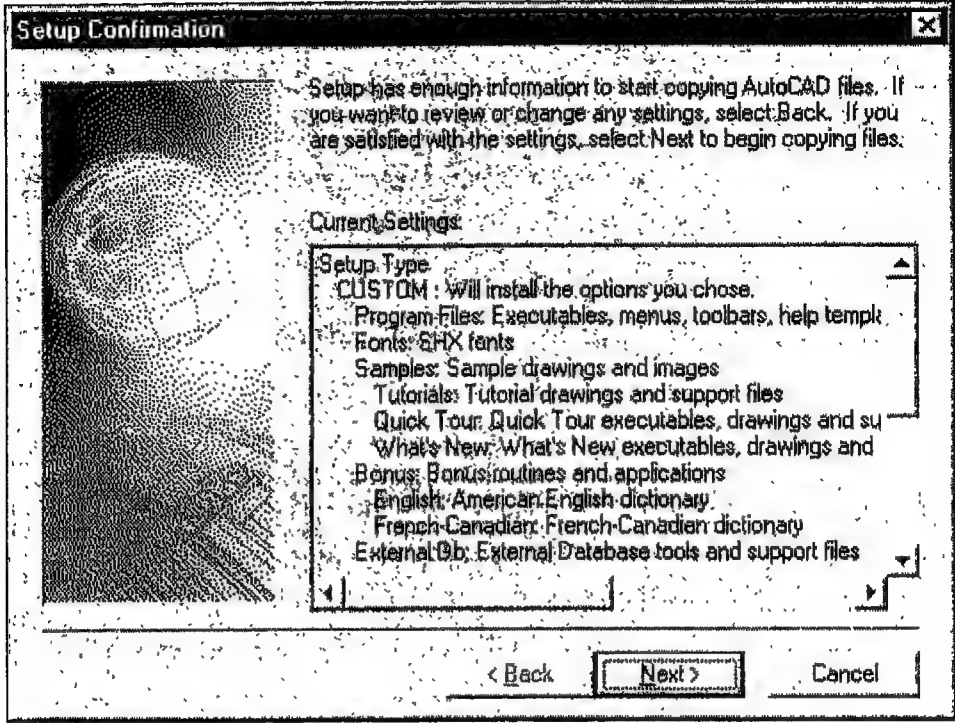 Setup Confirmation
Setup has enough information to start copying AutoCAD files. If
you want to review or change any settings, select Back. If you
are satisfied with the settings, select Next to begin copying files.
Current Settings:
Setup Type
CUSTOM : Will install the options you chose.
Program Files: Executables, menus, toolbars, help templa
Fonts: SHX fonts
Samples: Sample drawings and images
Tutorials: Tutorial drawings and support files
Quick Tour: Quick Tour executables, drawings and su
What's New: What's New executables, drawings and
Bonus: Bonus routines and applications
English: American English dictionary
French-Canadian: French-Canadian dictionary
External Db: External Database tools and support files
< Back
Next >
Cancel